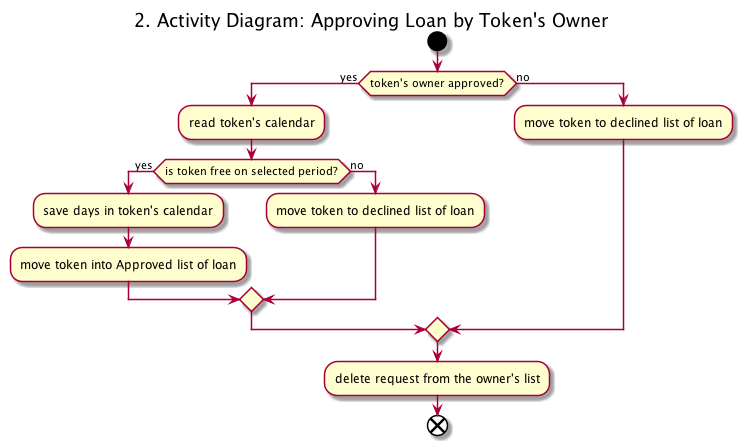 2. Activity Diagram: Approving Loan by Token's Owner
yes
token's owner approved?
no
read token's calendar
move token to declined list of loan
yes
is token free on selected period?
no
save days in token's calendar
move token to declined list of loan
move token into Approved list of loan
delete request from the owner's list